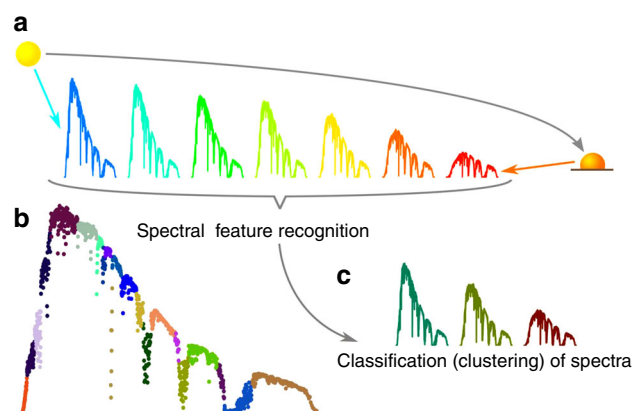 a
Spectral feature recognition
b
c
Classification (clustering) of spectra